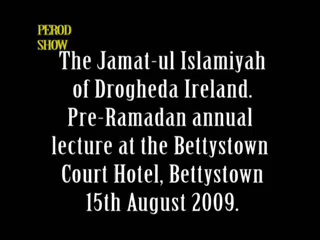 PEROD
SHOW
The Jamat-ul Islamiyah
of Drogheda Ireland.
Pre-Ramadan annual
lecture at the Bettystown
Court Hotel, Bettystown
15th August 2009.